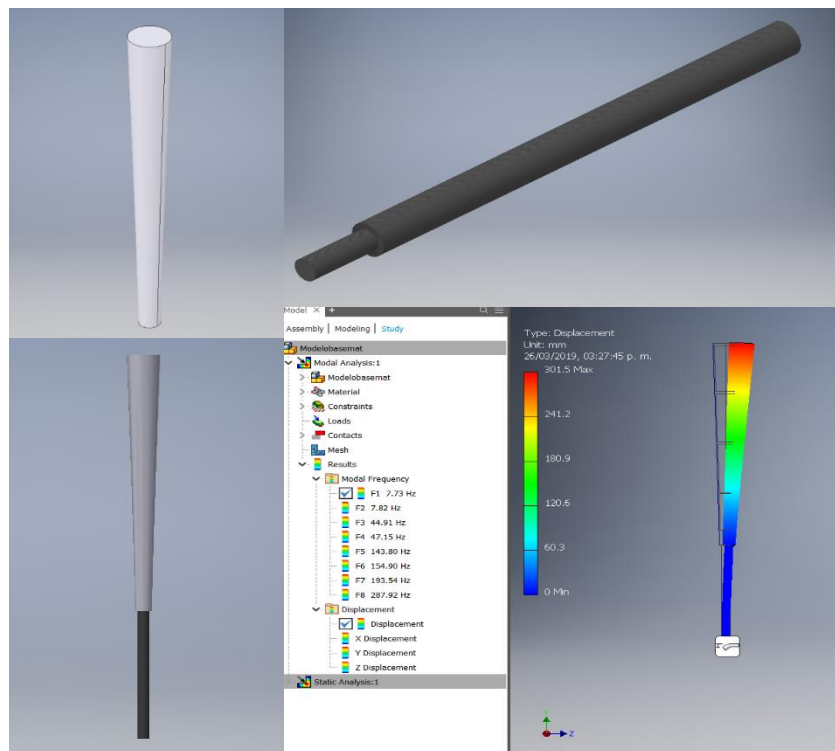 Model × +
Assembly | Modeling | Study
Modelobasemat
Modal Analysis:1
Modelobasemat
Material
Constraints
Loads
Contacts
Mesh
Results
Modal Frequency
F1 7.73 Hz
F2 7.82 Hz
F3 44.91 Hz
F4 47.15 Hz
F5 143.80 Hz
F6 154.90 Hz
F7 193.54 Hz
F8 287.92 Hz
Displacement
Displacement
X Displacement
Y Displacement
Z Displacement
Static Analysis:1
Type: Displacement
Unit: mm
26/03/2019, 03:27:45 p. m.
301.5 Max
241.2
180.9
120.6
60.3
0 Min
Z